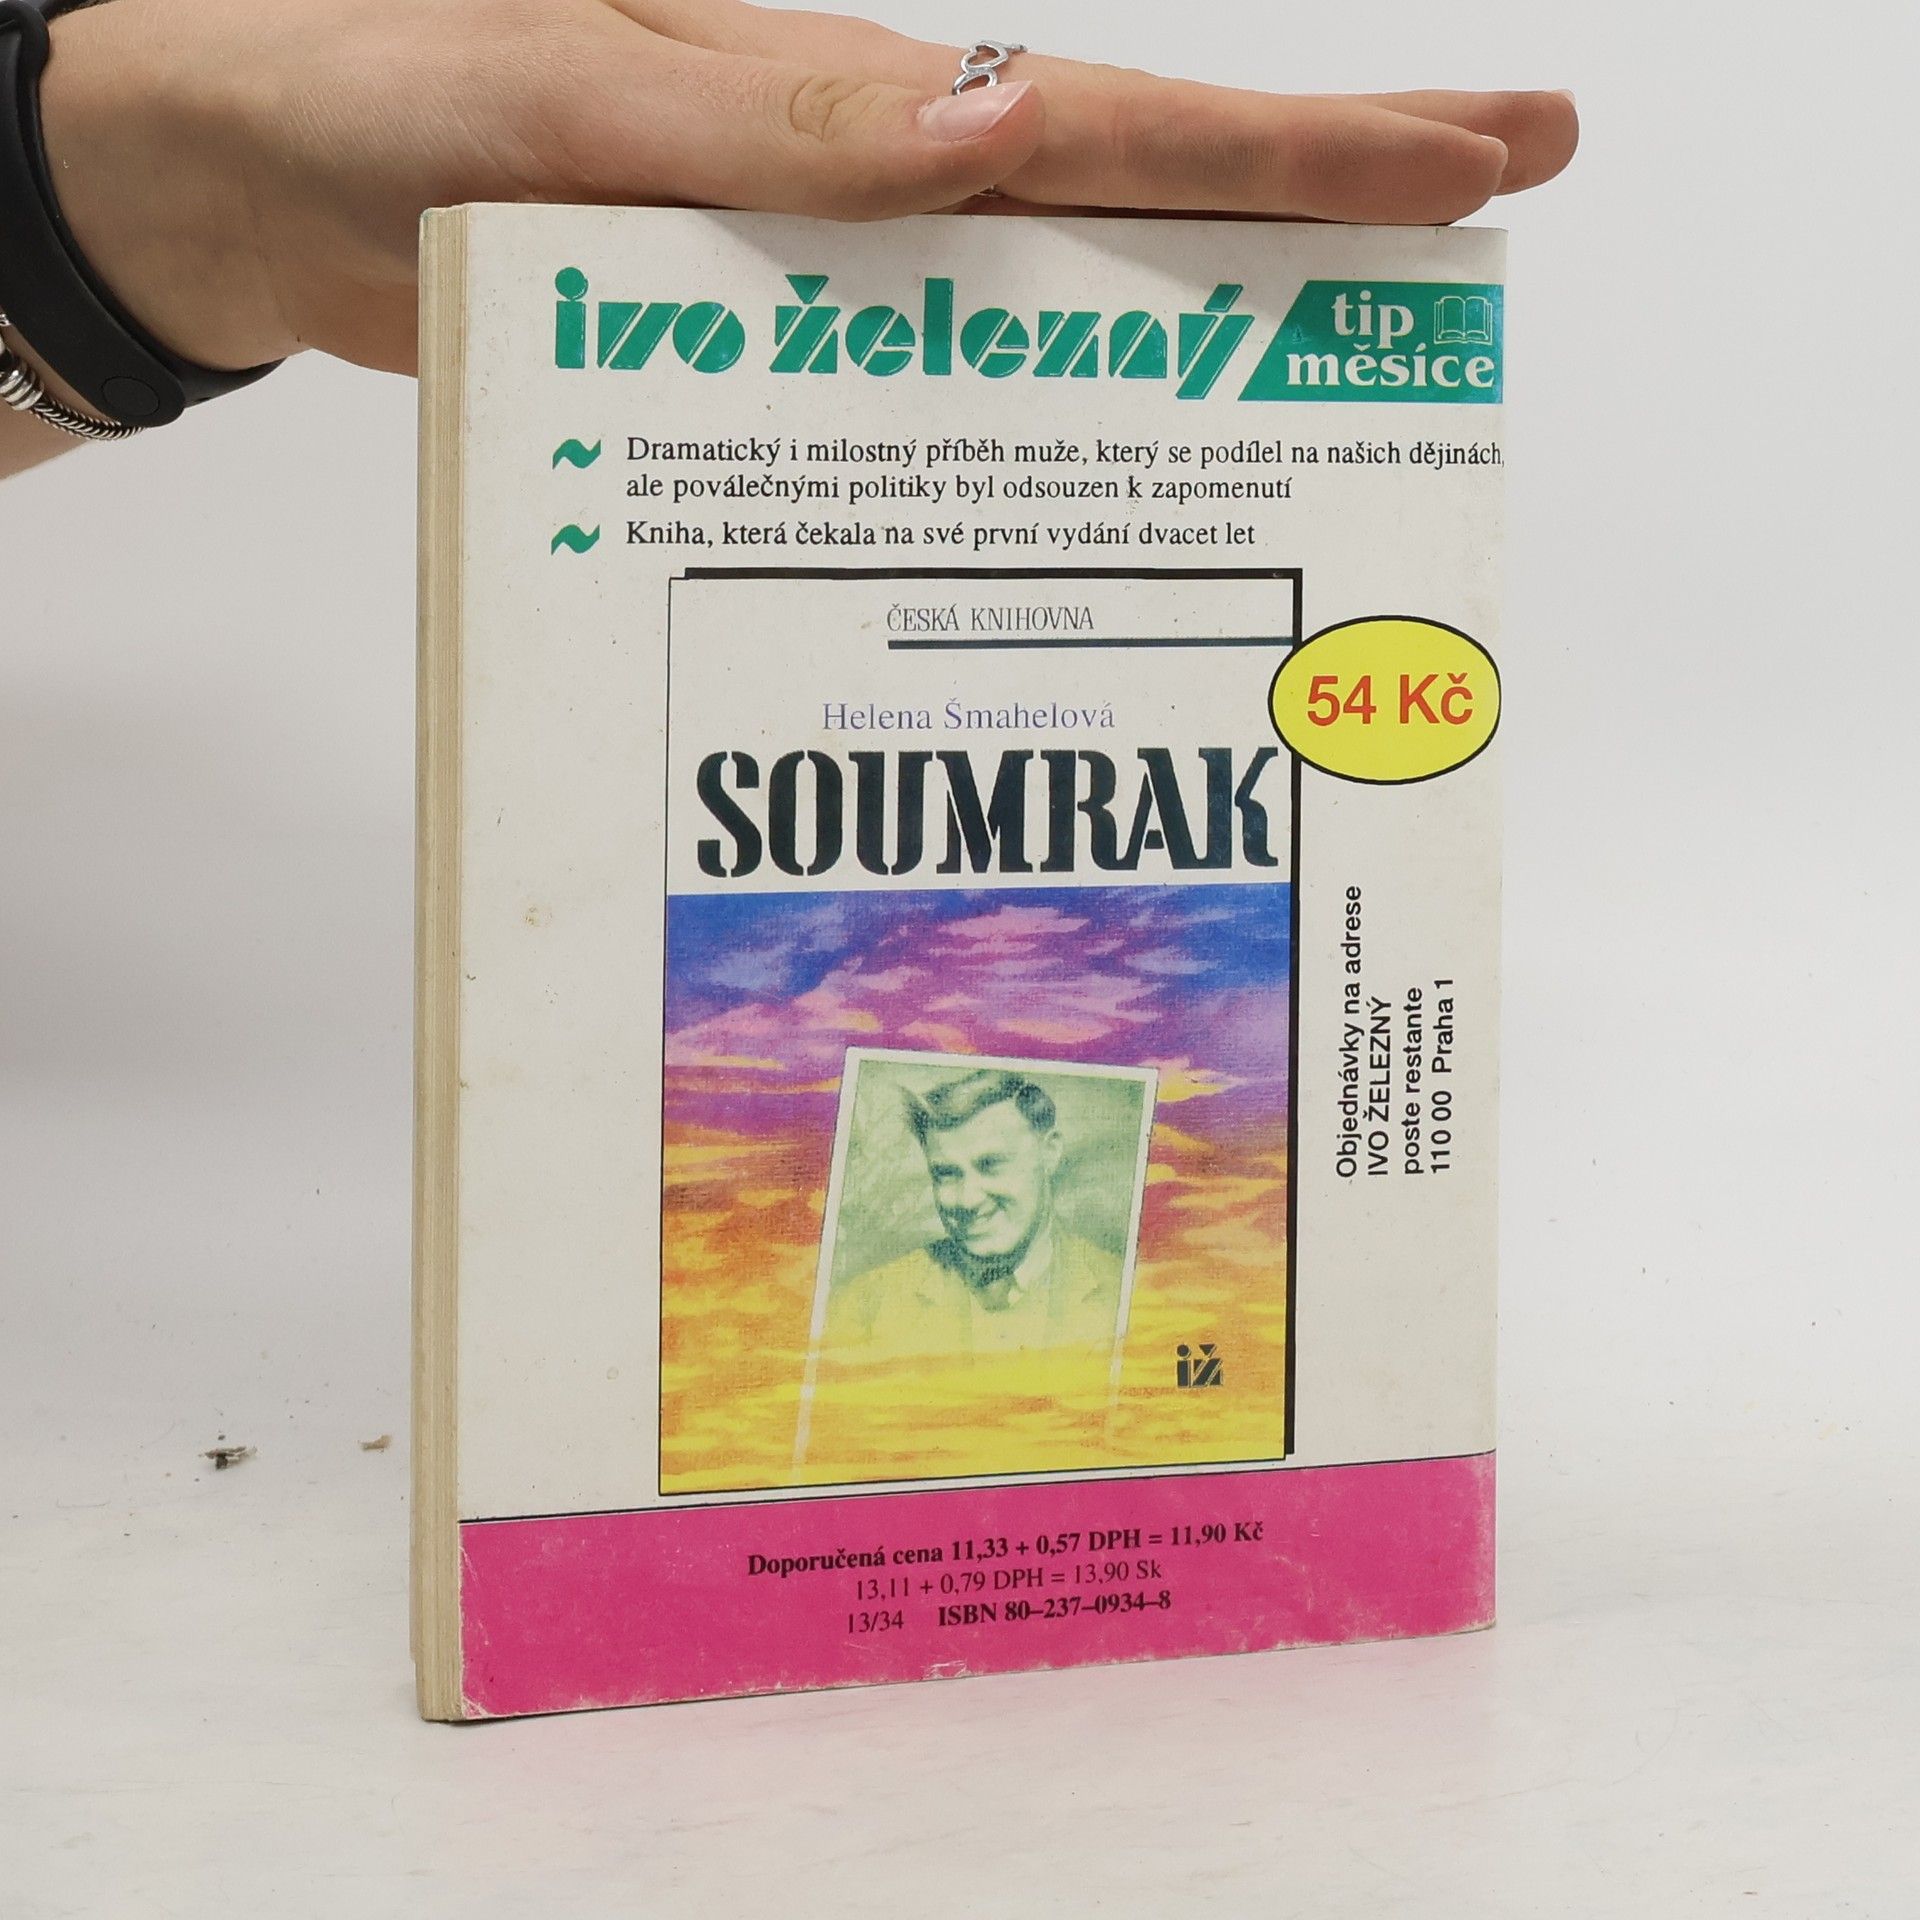 ivo železný
tip
měsíce
Dramatický i milostný příběh muže, který se podílel na našich dějinách,
ale poválečnými politiky byl odsouzen k zapomenutí
Kniha, která čekala na své první vydání dvacet let
ČESKÁ KNIHOVNA
54 Kč
Helena Šmahelová
SOUMRAK
Objednávky na adrese
IVO ŽELEZNÝ
poste restante
110 00 Praha 1
iž
Doporučená cena 11,33 + 0,57 DPH = 11,90 Kč
13,11 + 0,79 DPH = 13,90 Sk
13/34 ISBN 80–237–0934–8